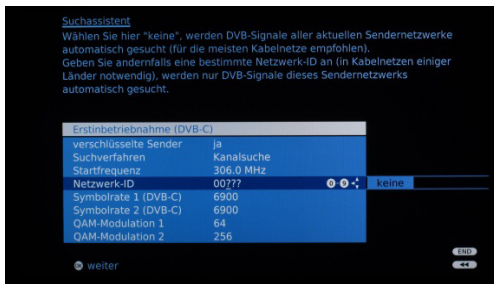 Suchassistent
Wählen Sie hier "keine", werden DVB-Signale aller aktuellen Sendernetzwerke
automatisch gesucht (für die meisten Kabelnetze empfohlen).
Geben Sie andernfalls eine bestimmte Netzwerk-ID an (in Kabelnetzen einiger
Länder notwendig), werden nur DVB-Signale dieses Sendernetzwerks
automatisch gesucht.
Erstinbetriebnahme (DVB-C)
verschlüsselte Sender ja
Suchverfahren Kanalsuche
Startfrequenz 306.0 MHz
Netzwerk-ID 00??? 0-9 keine
Symbolrate 1 (DVB-C) 6900
Symbolrate 2 (DVB-C) 6900
QAM-Modulation 1 64
QAM-Modulation 2 256
END
OK weiter